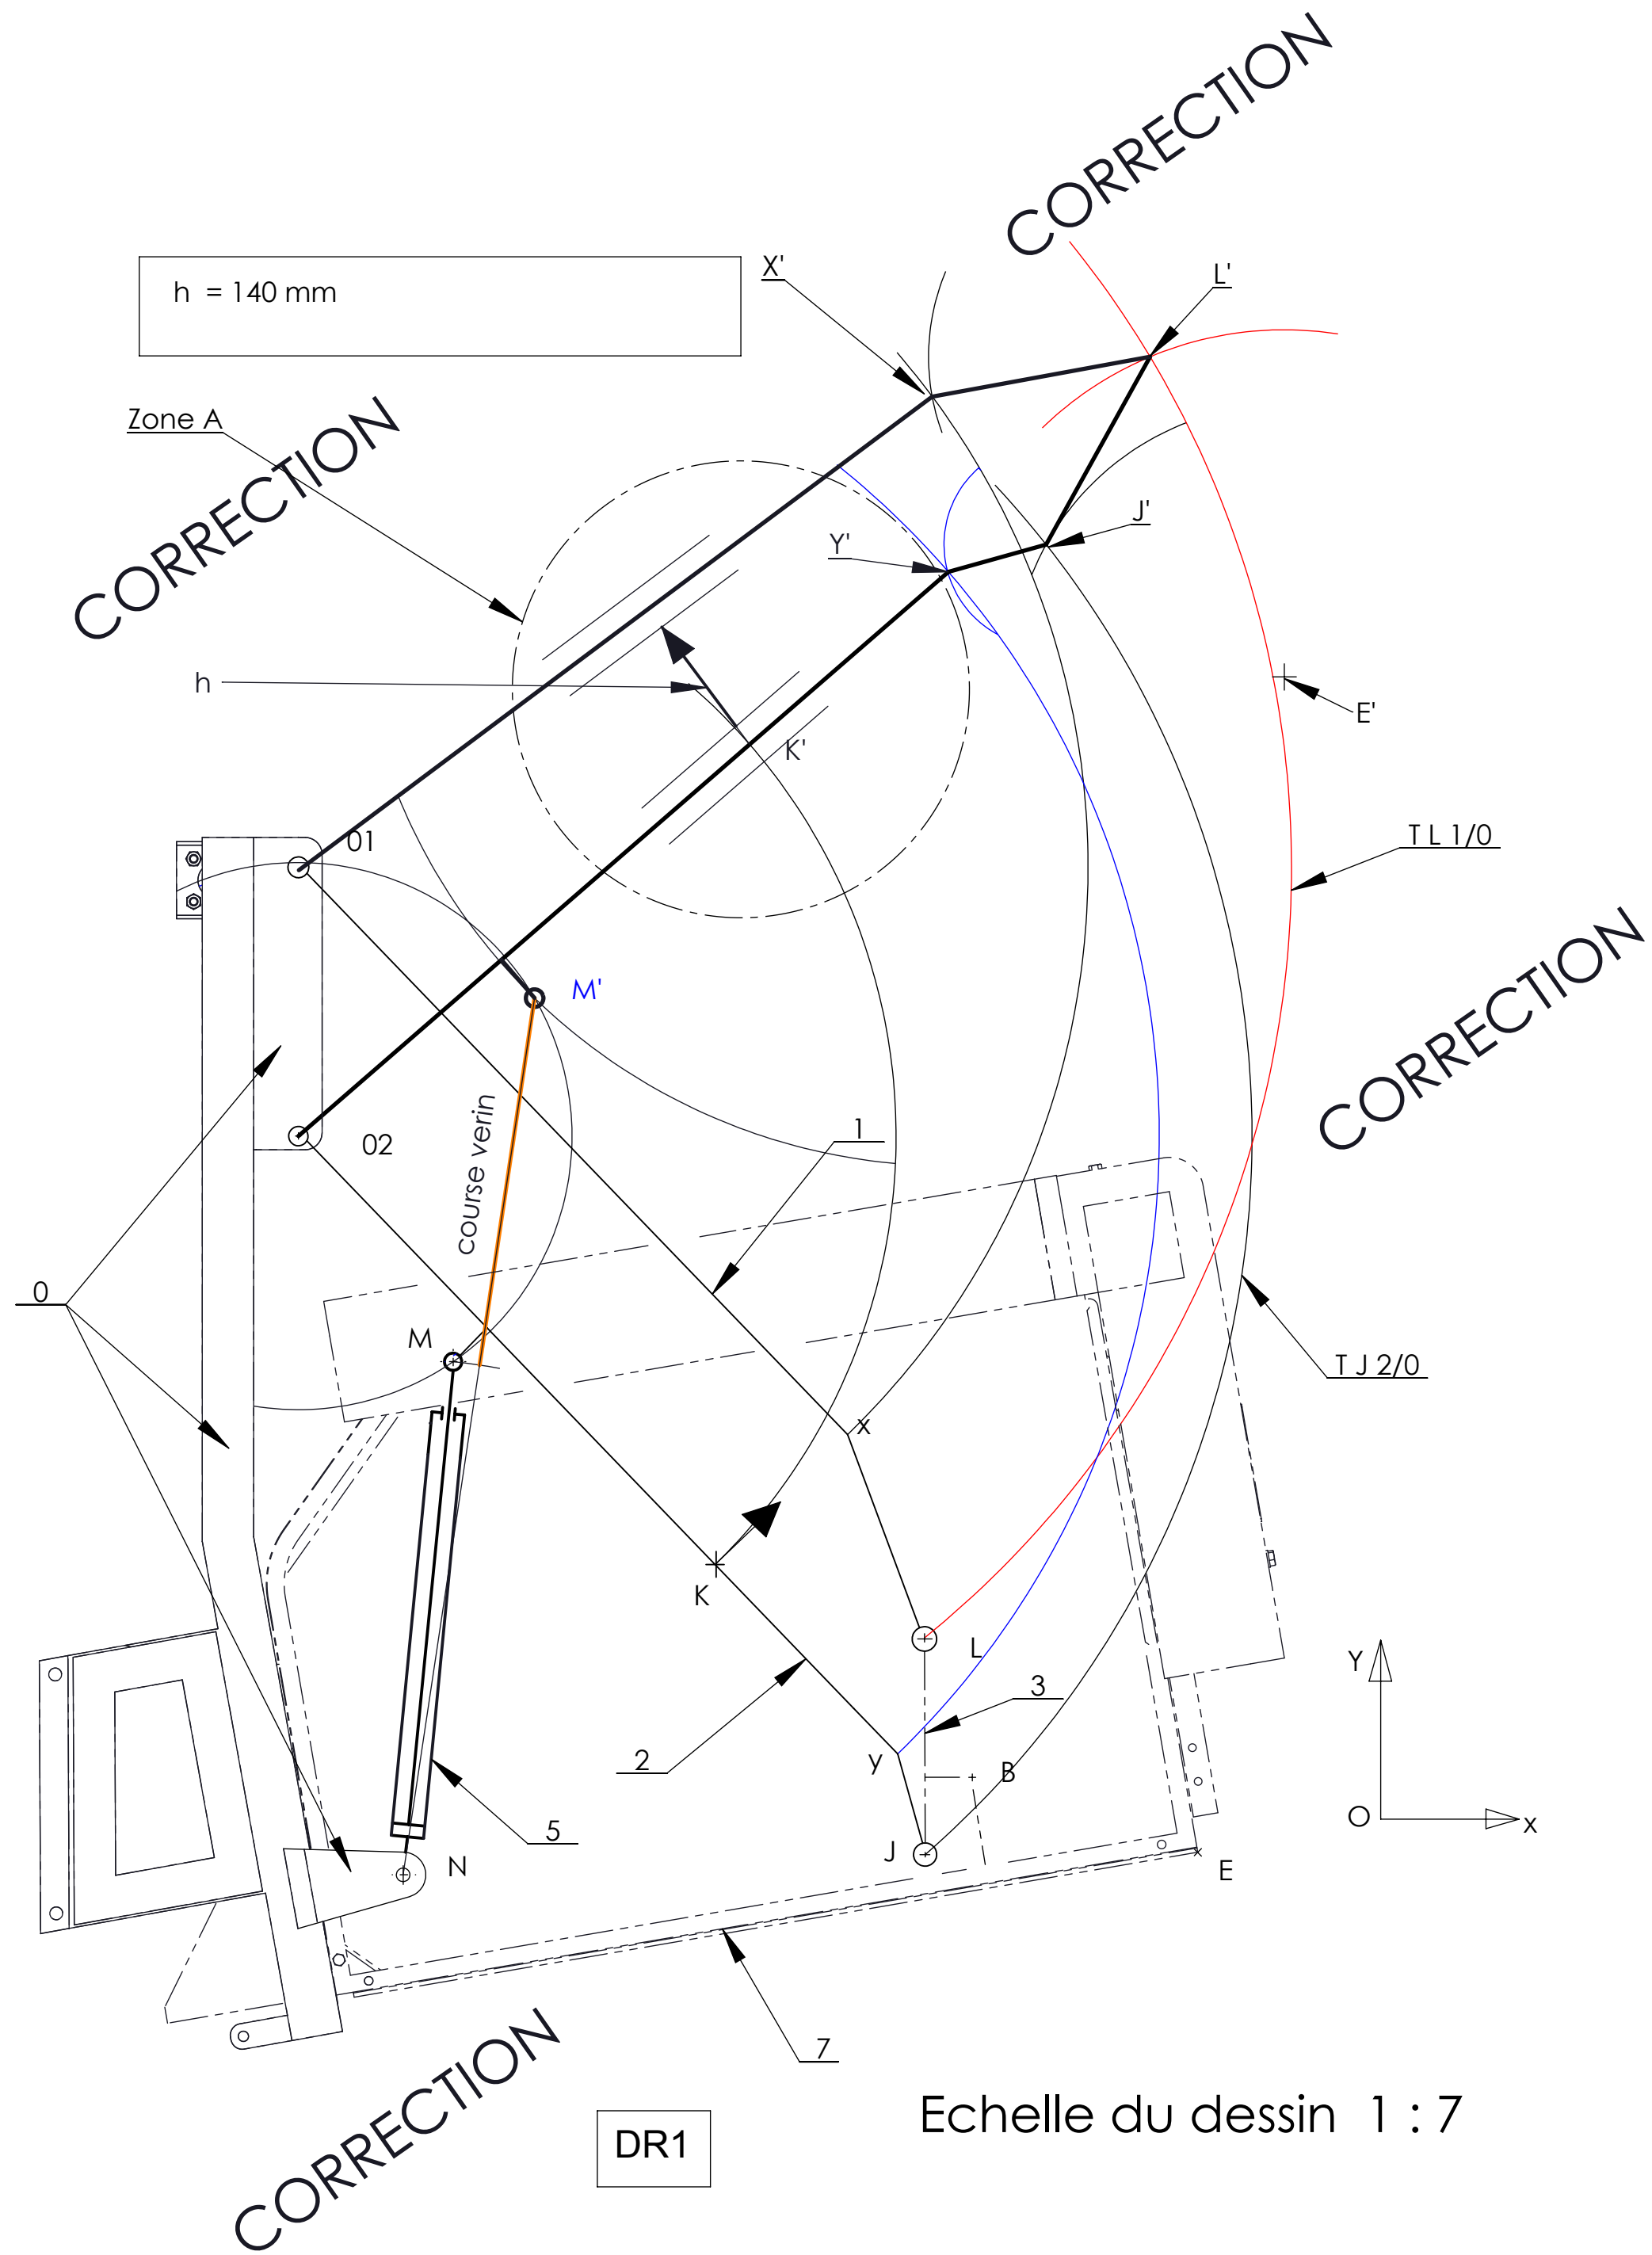 CORRECTION
h = 140 mm
X'
L'
Zone A
CORRECTION
J'
Y'
h
E'
K'
01
T L 1/0
M'
CORRECTION
course verin
1
02
0
M
T J 2/0
x
K
L
Y
3
2
y
B
O
x
5
J
N
E
7
CORRECTION
DR1
Echelle du dessin 1 : 7